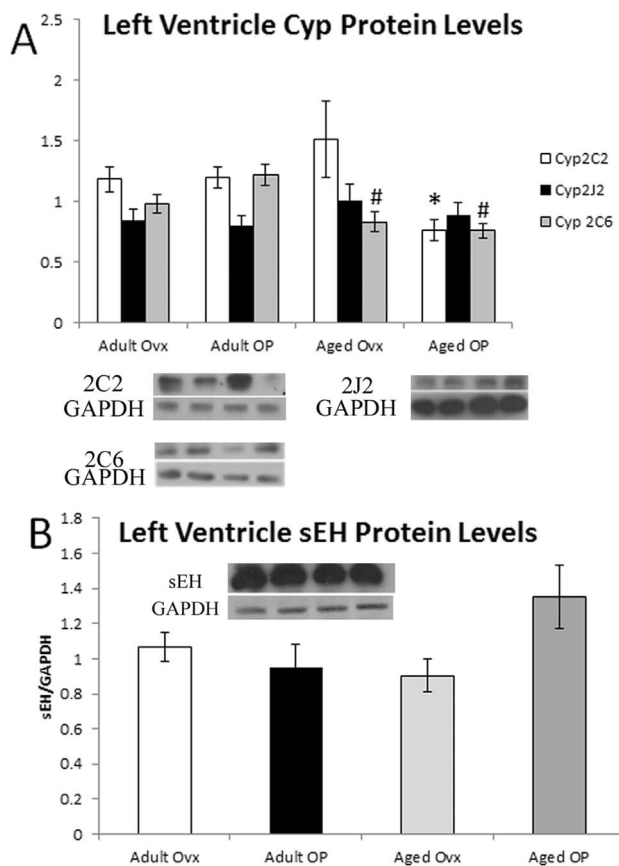 A
Left Ventricle Cyp Protein Levels
2.5
2
1.5
1
0.5
0
# * #
Cyp2C2
Cyp2J2
Cyp 2C6
Adult Ovx Adult OP Aged Ovx Aged OP
2C2
GAPDH
2J2
GAPDH
2C6
GAPDH
B
Left Ventricle sEH Protein Levels
1.8
1.6
1.4
1.2
1
0.8
0.6
0.4
0.2
0
sEH/GAPDH
sEH
GAPDH
Adult Ovx Adult OP Aged Ovx Aged OP